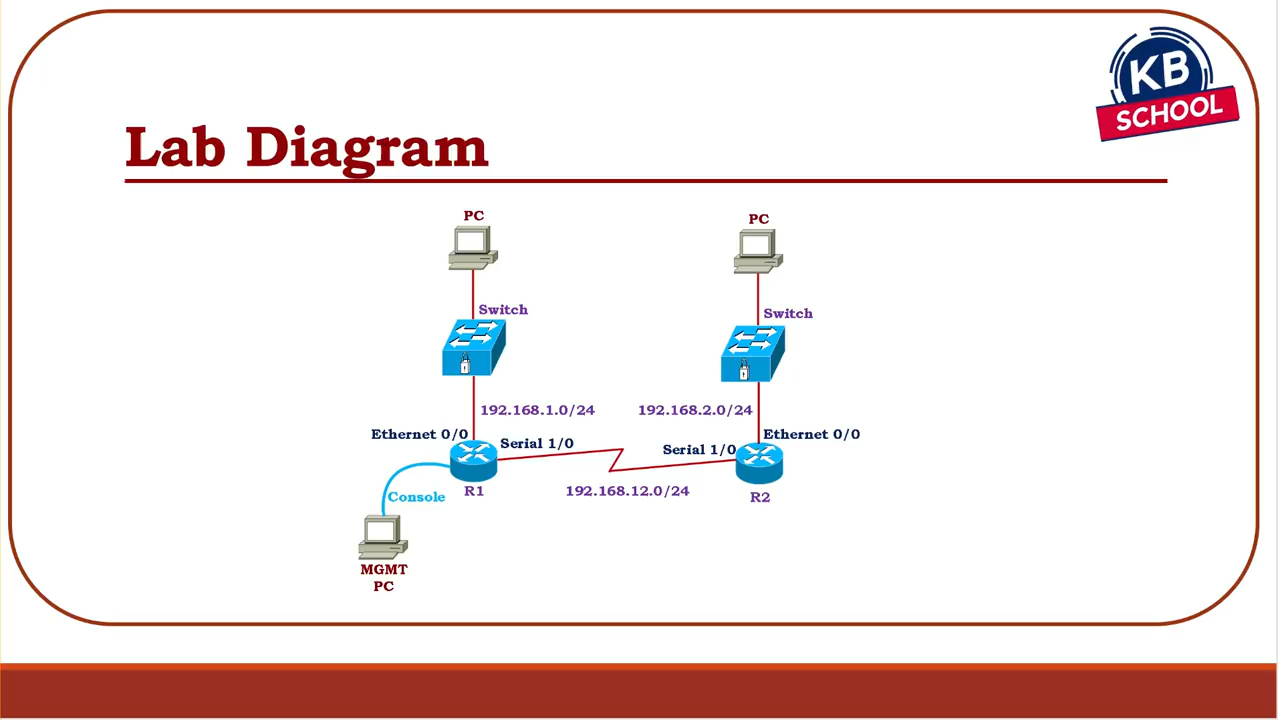 KB
SCHOOL
Lab Diagram
PC
PC
Switch
Switch
192.168.1.0/24
192.168.2.0/24
Ethernet 0/0
Serial 1/0
Serial 1/0
Ethernet 0/0
Console
R1
192.168.12.0/24
R2
MGMT
PC